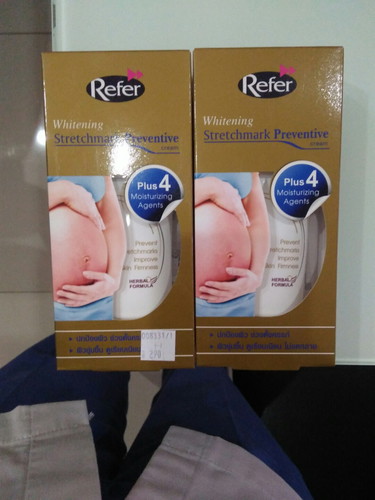 Refer
Whitening
Stretchmark Preventive
cream
Plus 4
Moisturizing
Agents
Prevent
Stretchmarks
Improve
Skin Firmness
HERBAL
FORMULA
Refer
Whitening
Stretchmark Preventive
cream
Plus 4
Moisturizing
Agents
Prevent
Stretchmarks
Improve
Skin Firmness
HERBAL
FORMULA